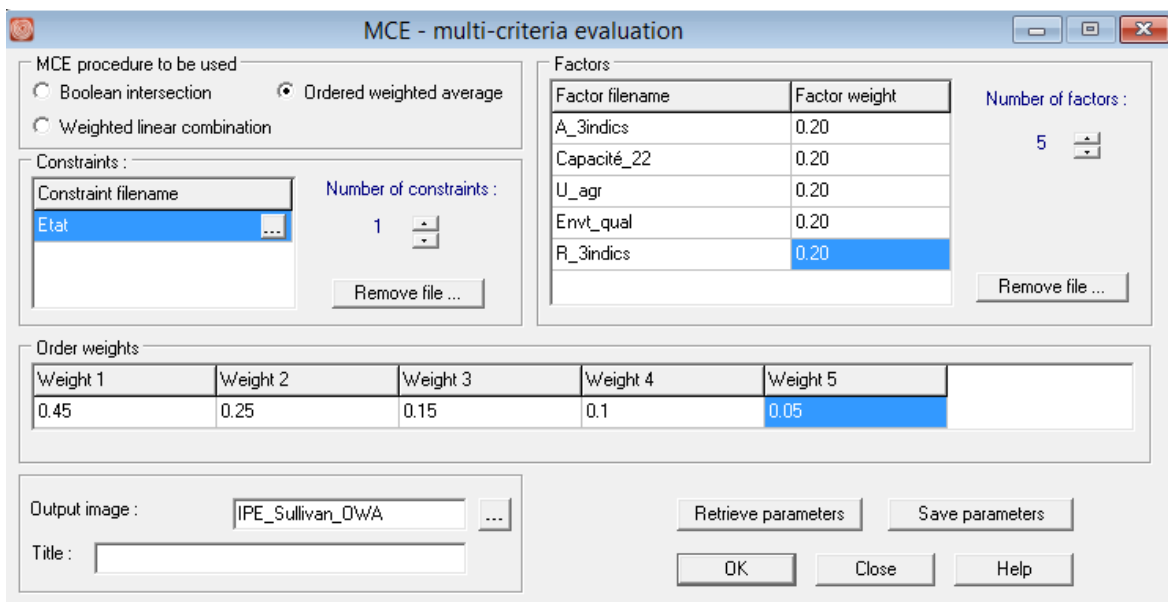 MCE - multi-criteria evaluation
MCE procedure to be used
Boolean intersection
Ordered weighted average
Weighted linear combination
Constraints :
Constraint filename
Etat
...
Number of constraints :
1
Remove file ...
Factors
Factor filename Factor weight
A_3indics 0.20
Capacité_22 0.20
U_agr 0.20
Envt_qual 0.20
R_3indics 0.20
Number of factors :
5
Remove file ...
Order weights
Weight 1 Weight 2 Weight 3 Weight 4 Weight 5
0.45 0.25 0.15 0.1 0.05
Output image : IPE_Sullivan_OWA ...
Title :
Retrieve parameters Save parameters
OK Close Help